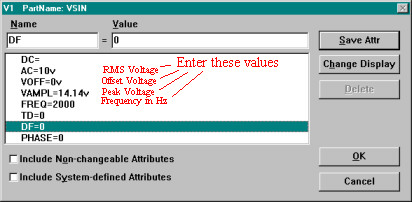 V1 PartName: VSIN
Name Value
DF = 0
Save Attr
Change Display
Delete
DC=
AC=10v RMS Voltage Enter these values
VOFF=0v Offset Voltage
VAMPL=14.14v Peak Voltage
FREQ=2000 Frequency in Hz
TD=0
DF=0
PHASE=0
Include Non-changeable Attributes
Include System-defined Attributes
OK
Cancel